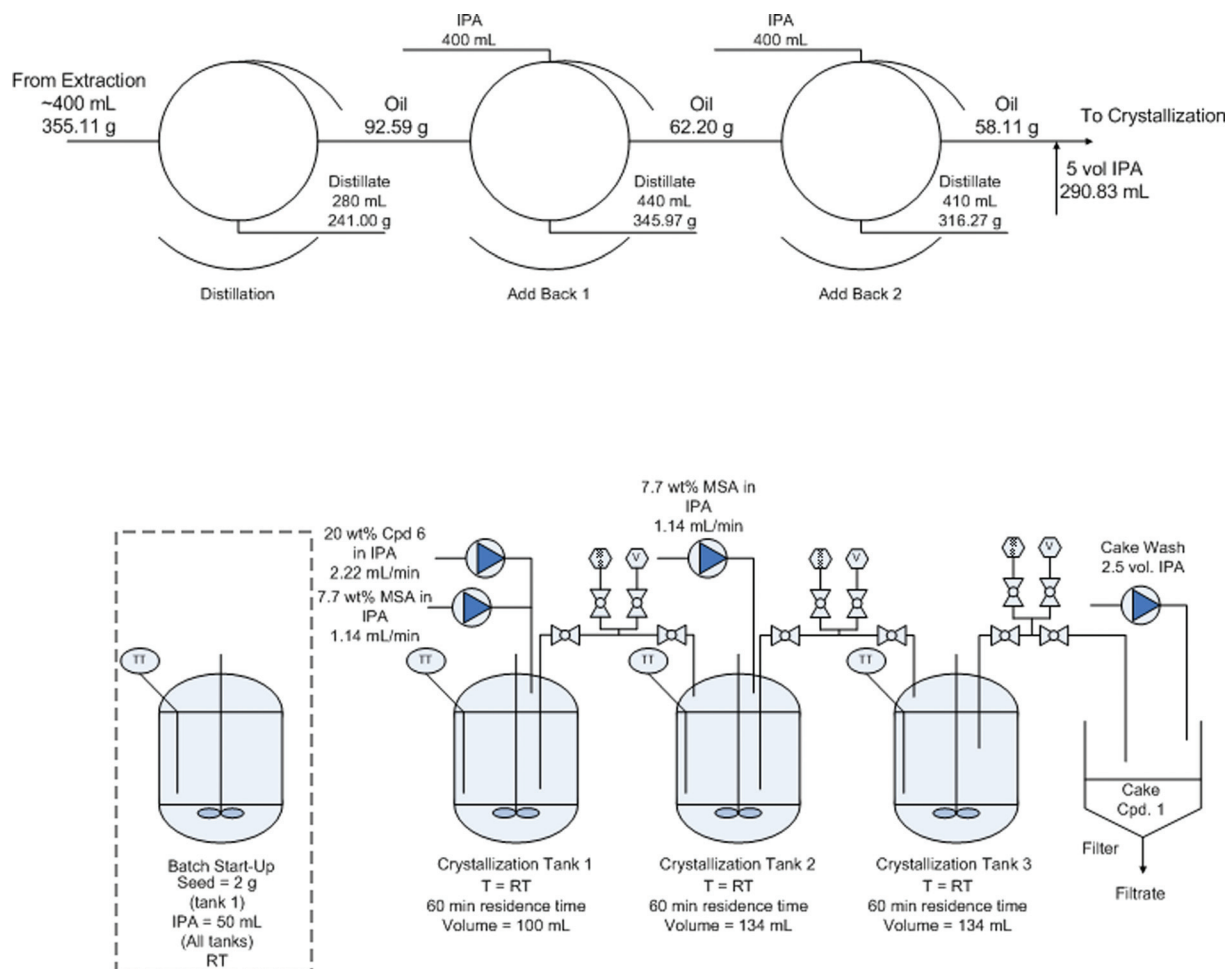 From Extraction
~400 mL
355.11 g
IPA
400 mL
IPA
400 mL
Oil
92.59 g
Oil
62.20 g
Oil
58.11 g
To Crystallization
5 vol IPA
290.83 mL
Distillate
280 mL
241.00 g
Distillate
440 mL
345.97 g
Distillate
410 mL
316.27 g
Distillation
Add Back 1
Add Back 2
20 wt% Cpd 6
in IPA
2.22 mL/min
7.7 wt% MSA in
IPA
1.14 mL/min
7.7 wt% MSA in
IPA
1.14 mL/min
V
V
V
Cake Wash
2.5 vol. IPA
TT
TT
TT
TT
Cake
Cpd. 1
Filter
Filtrate
Batch Start-Up
Seed = 2 g
(tank 1)
IPA = 50 mL
(All tanks)
RT
Crystallization Tank 1
T = RT
60 min residence time
Volume = 100 mL
Crystallization Tank 2
T = RT
60 min residence time
Volume = 134 mL
Crystallization Tank 3
T = RT
60 min residence time
Volume = 134 mL